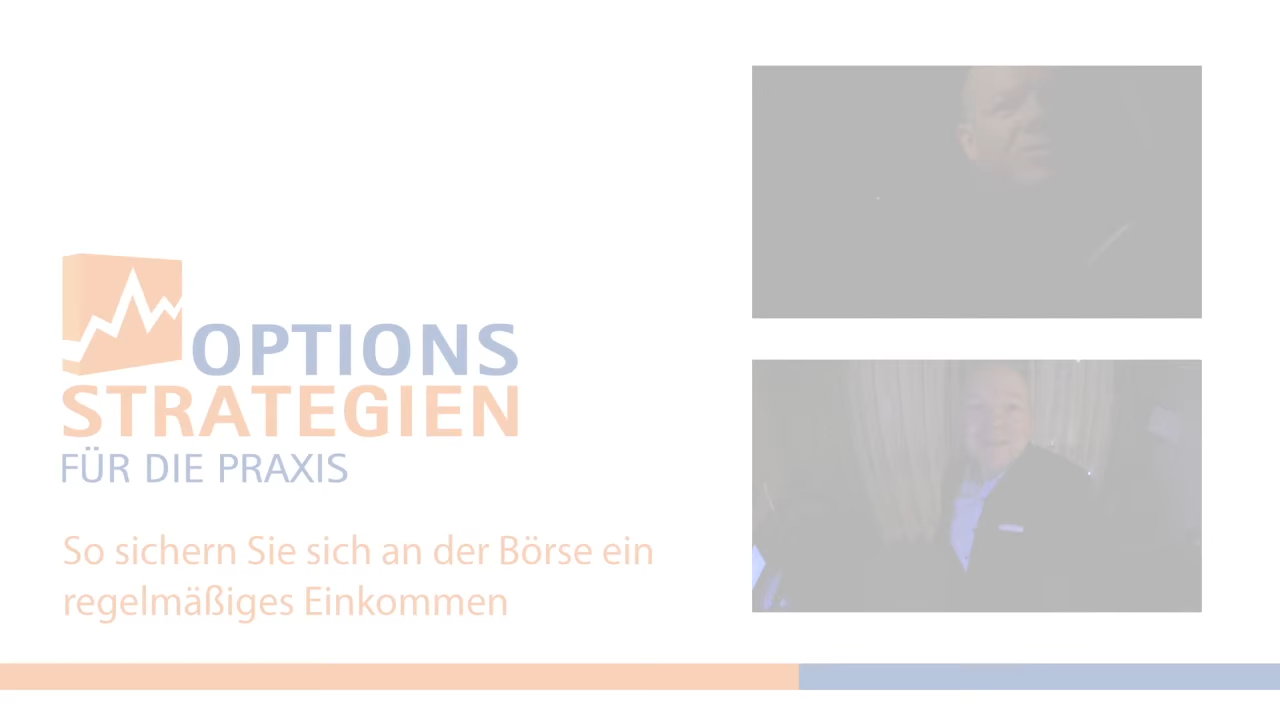 OPTIONS
STRATEGIEN
FÜR DIE PRAXIS
So sichern Sie sich an der Börse ein
regelmäßiges Einkommen